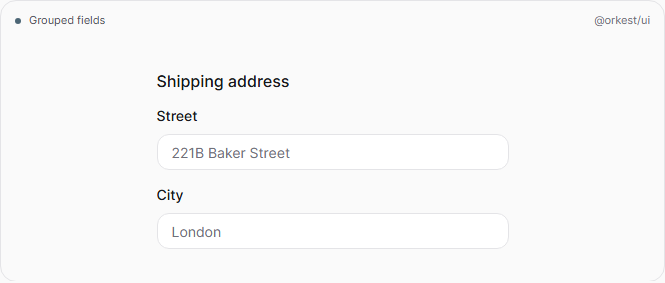 Grouped fields
@orkest/ui
Shipping address
Street
221B Baker Street
City
London